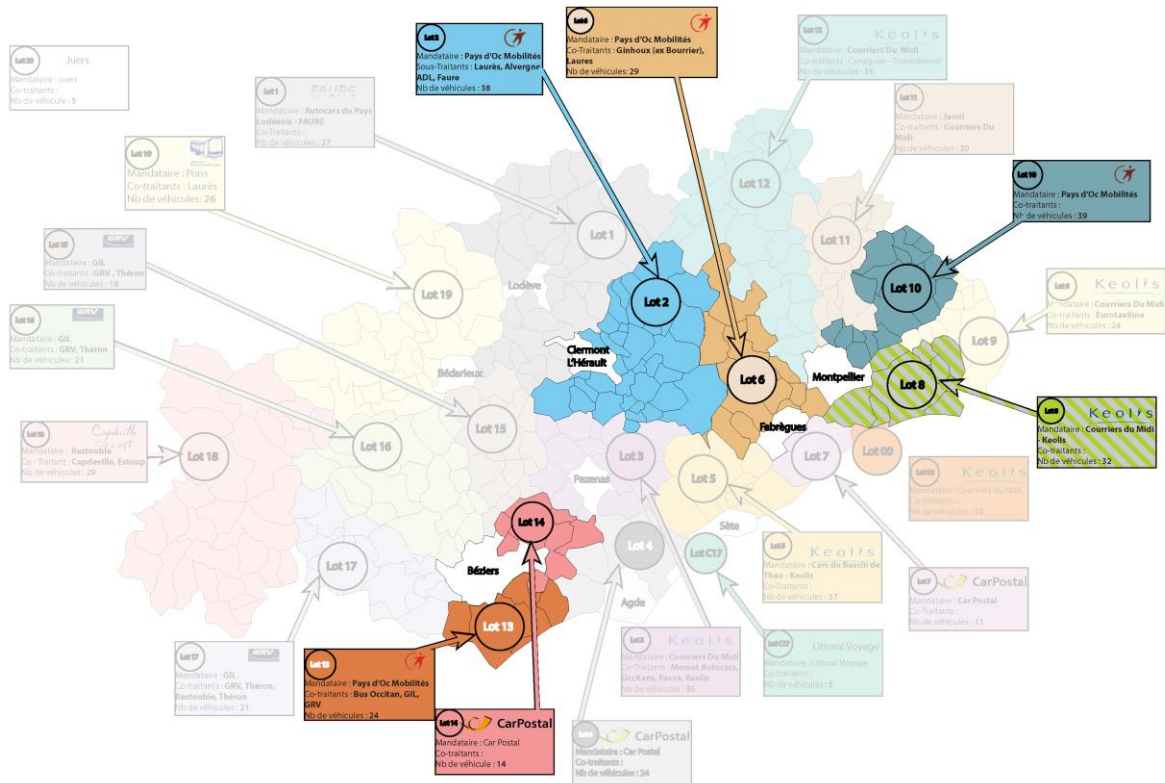 Lot 2
Mandataire : Pays d'Oc Mobilités
Sous-Traitants : Laurès, Alvergne
ADL, Faure
Nb de véhicules : 38
Lot 6
Mandataire : Pays d'Oc Mobilités
Co-Traitants : Ginhoux (ex Bourrier),
Laures
Nb de véhicules : 29
Lot 12
Keolis
Mandataire : Courriers Du Midi
Nb de véhicules : 35
Juers
Mandataire : Juers
Co-traitants :
Nb de véhicule : 5
Lot 1
FAURE
Mandataire : Autocars du Pays
Lodévois - FAURE
Co-Traitants :
Nb de véhicules : 27
Lot 11
Mandataire : Jaoul
Co-traitant : Courriers Du
Midi
Nb de véhicules : 30
Lot 19
Mandataire : Pons
Co-traitants : Laurès
Nb de véhicules: 26
Lot 10
Mandataire : Pays d'Oc Mobilités
Co-traitants :
Nb de véhicules : 39
GRV
Mandataire : GIL
Co-traitants : GRV , Théron
Nb de véhicules : 18
Lot 9
Keolis
Mandataire : Courriers Du Midi
Co-traitants : Eurotaxiline
Nb de véhicules : 24
GRV
Mandataire : GIL
Co-traitants : GRV, Théron
Nb de véhicules : 21
Lot 12
Lot 1
Lot 11
Lot 10
Lot 19
Lodève
Lot 2
Lot 9
Clermont
L'Hérault
Bédarieux
Montpellier
Lot 6
Lot 8
Lot 8
Keolis
Mandataire : Courriers du Midi
- Keolis
Co-traitants :
Nb de véhicules : 32
Mandataire : Restouble
Co - Traitant : Capdeville, Estoup
Nb de véhicules : 29
Lot 18
Lot 16
Lot 15
Fabrègues
Lot 3
Lot 5
Lot 7
Lot 00
Pezenas
Keolis
Mandataire : Courriers du Midi
Co-traitants :
Nb de véhicules : 10
Lot 14
Sète
Lot 4
Lot C17
Lot 17
Béziers
Keolis
Mandataire : Cars du Bassin de
Thau - Keolis
Co-Traitants :
Nb de véhicules : 37
Agde
Lot 13
Lot 7
CarPostal
Mandataire : Car Postal
Co-Traitants :
Nb de véhicules : 11
Lot 17
GRV
Mandataire : GIL
Co-traitants : GRV, Théron,
Restouble, Théron
Nb de véhicules : 21
Lot 13
Mandataire : Pays d'Oc Mobilités
Co-traitants : Bus Occitan, GIL,
GRV
Nb de véhicules : 24
Lot 3
Keolis
Mandataire : Courriers Du Midi
Co-Traitants : Mamet Autocars,
Occitans, Faure, Keolis
Nb de véhicules : 36
Lot C17
Littoral Voyage
Mandataire : Littoral Voyage
Co-traitants :
Nb de véhicules : 3
Lot 14
CarPostal
Mandataire : Car Postal
Co-traitants :
Nb de véhicule : 14
Lot 4
CarPostal
Mandataire : Car Postal
Co-traitants :
Nb de véhicules : 24